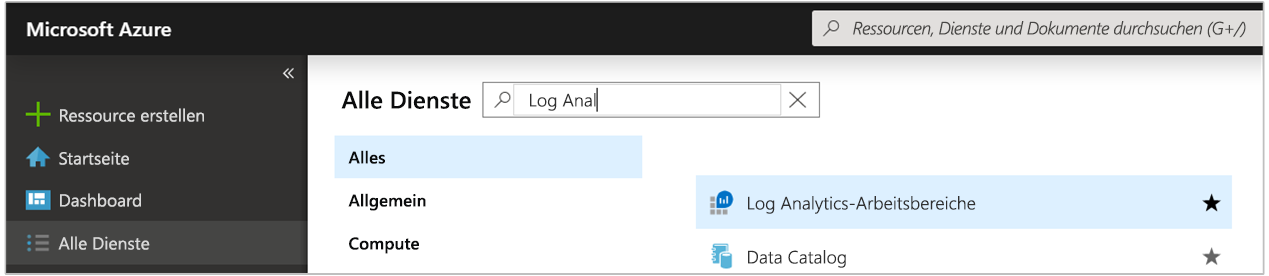 Microsoft Azure
Ressourcen, Dienste und Dokumente durchsuchen (G+/)
«
Ressource erstellen
Startseite
Dashboard
Alle Dienste
Alle Dienste
Log Anal
Alles
Allgemein
Compute
Log Analytics-Arbeitsbereiche
Data Catalog